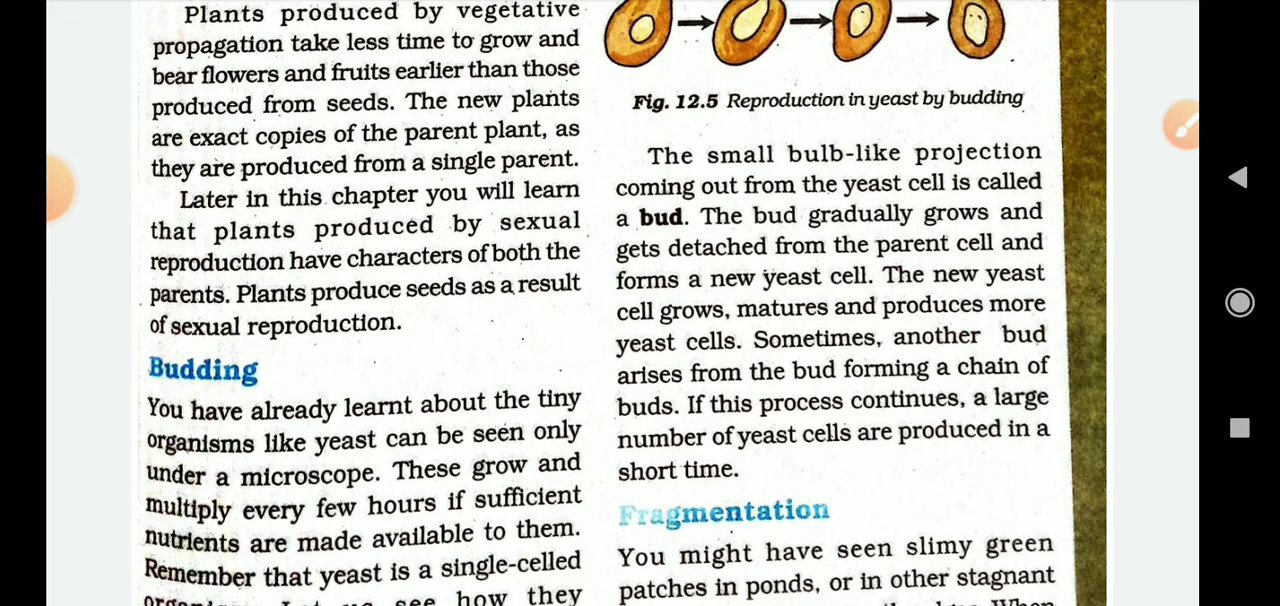 Plants produced by vegetative
propagation take less time to grow and
bear flowers and fruits earlier than those
produced from seeds. The new plants
are exact copies of the parent plant, as
they are produced from a single parent.
Later in this chapter you will learn
that plants produced by sexual
reproduction have characters of both the
parents. Plants produce seeds as a result
of sexual reproduction.
Budding
You have already learnt about the tiny
organisms like yeast can be seen only
under a microscope. These grow and
multiply every few hours if sufficient
nutrients are made available to them.
Remember that yeast is a single-celled
see how they
Fig. 12.5 Reproduction in yeast by budding
The small bulb-like projection
coming out from the yeast cell is called
a bud. The bud gradually grows and
gets detached from the parent cell and
forms a new yeast cell. The new yeast
cell grows, matures and produces more
yeast cells. Sometimes, another bud
arises from the bud forming a chain of
buds. If this process continues, a large
number of yeast cells are produced in a
short time.
Fragmentation
You might have seen slimy green
patches in ponds, or in other stagnant